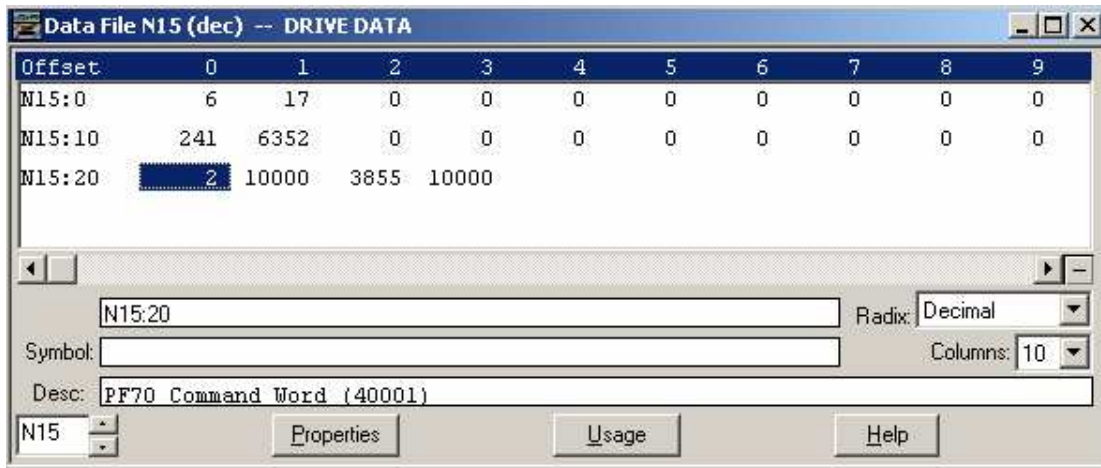 Data File N15 (dec) -- DRIVE DATA
Offset 0 1 2 3 4 5 6 7 8 9
N15:0 6 17 0 0 0 0 0 0 0 0
N15:10 241 6352 0 0 0 0 0 0 0 0
N15:20 2 10000 3855 10000
N15:20 Radix: Decimal
Symbol: Columns: 10
Desc: PF70 Command Word (40001)
N15 Properties Usage Help